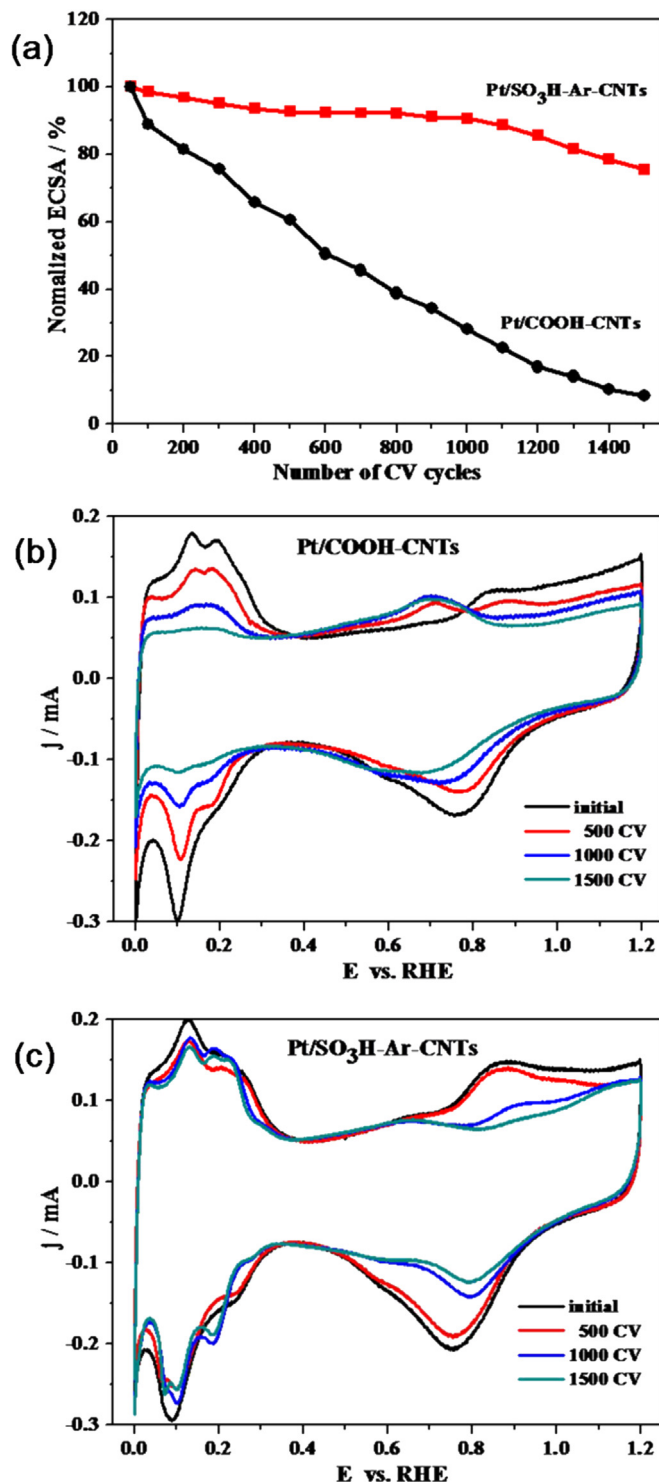 (a)
Nomalized ECSA / %
120
100
80
60
40
20
0
Pt/SO3H-Ar-CNTs
Pt/COOH-CNTs
0 200 400 600 800 1000 1200 1400
Number of CV cycles
(b)
Pt/COOH-CNTs
j / mA
0.2
0.1
0.0
-0.1
-0.2
-0.3
initial
500 CV
1000 CV
1500 CV
0.0 0.2 0.4 0.6 0.8 1.0 1.2
E vs. RHE
(c)
Pt/SO3H-Ar-CNTs
j / mA
0.2
0.1
0.0
-0.1
-0.2
-0.3
initial
500 CV
1000 CV
1500 CV
0.0 0.2 0.4 0.6 0.8 1.0 1.2
E vs. RHE